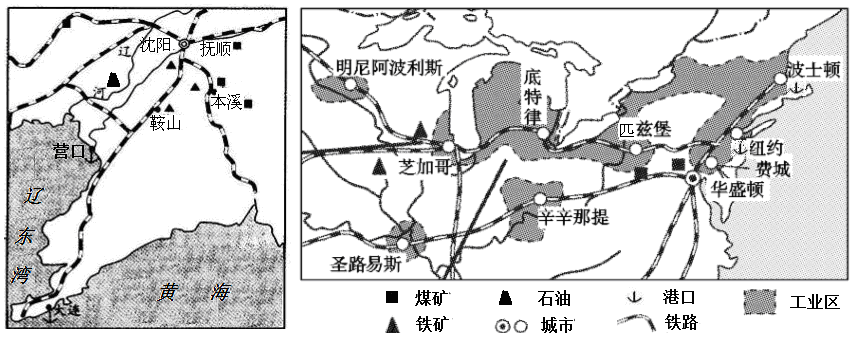 沈阳
抚顺
辽
河
本溪
鞍山
营口
辽东湾
黄海
大连
明尼阿波利斯
底特律
波士顿
匹兹堡
纽约
芝加哥
费城
华盛顿
辛辛那提
圣路易斯
煤矿
石油
港口
工业区
铁矿
城市
铁路